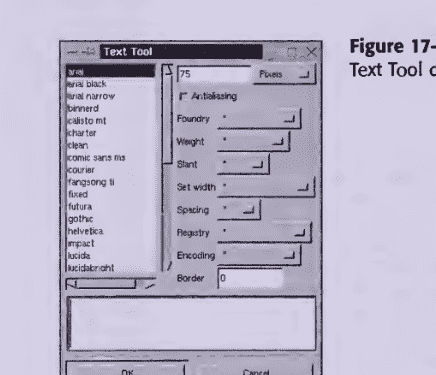 Text Tool
arial
arial black
arial narrow
binnerd
calisto mt
charter
clean
comic sans ms
courier
fangsong ti
fixed
futura
gothic
helvetica
impact
lucida
lucidabright
75 Pixels
Antialiasing
Foundry *
Weight *
Slant *
Set width *
Spacing *
Registry *
Encoding *
Border 0
OK Cancel
Figure 17-
Text Tool